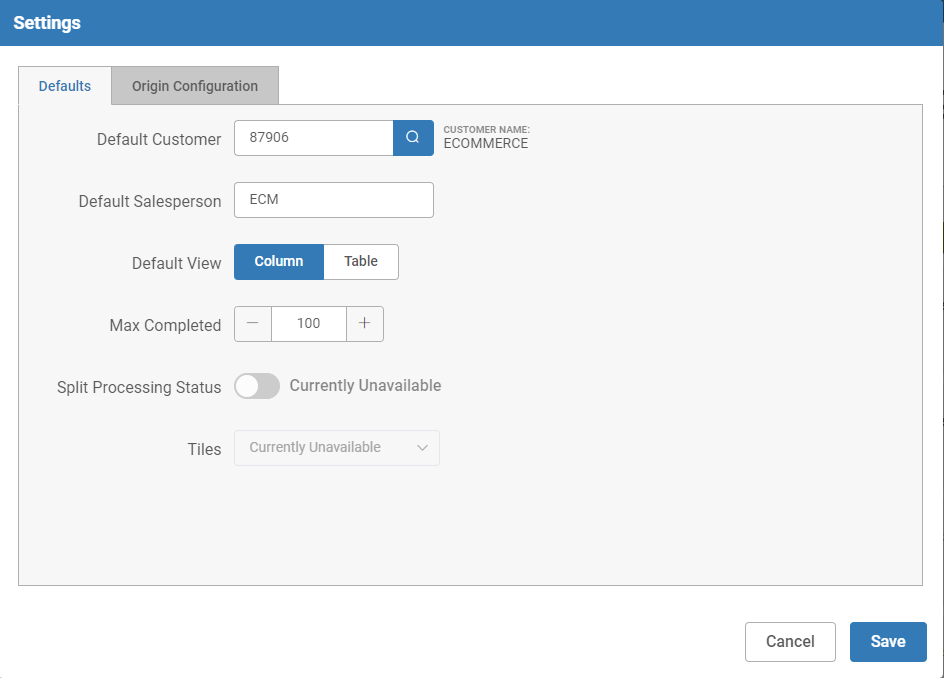 Settings
Defaults
Origin Configuration
Default Customer
87906
CUSTOMER NAME:
ECOMMERCE
Default Salesperson
ECM
Default View
Column
Table
Max Completed
100
Split Processing Status
Currently Unavailable
Tiles
Currently Unavailable
Cancel
Save